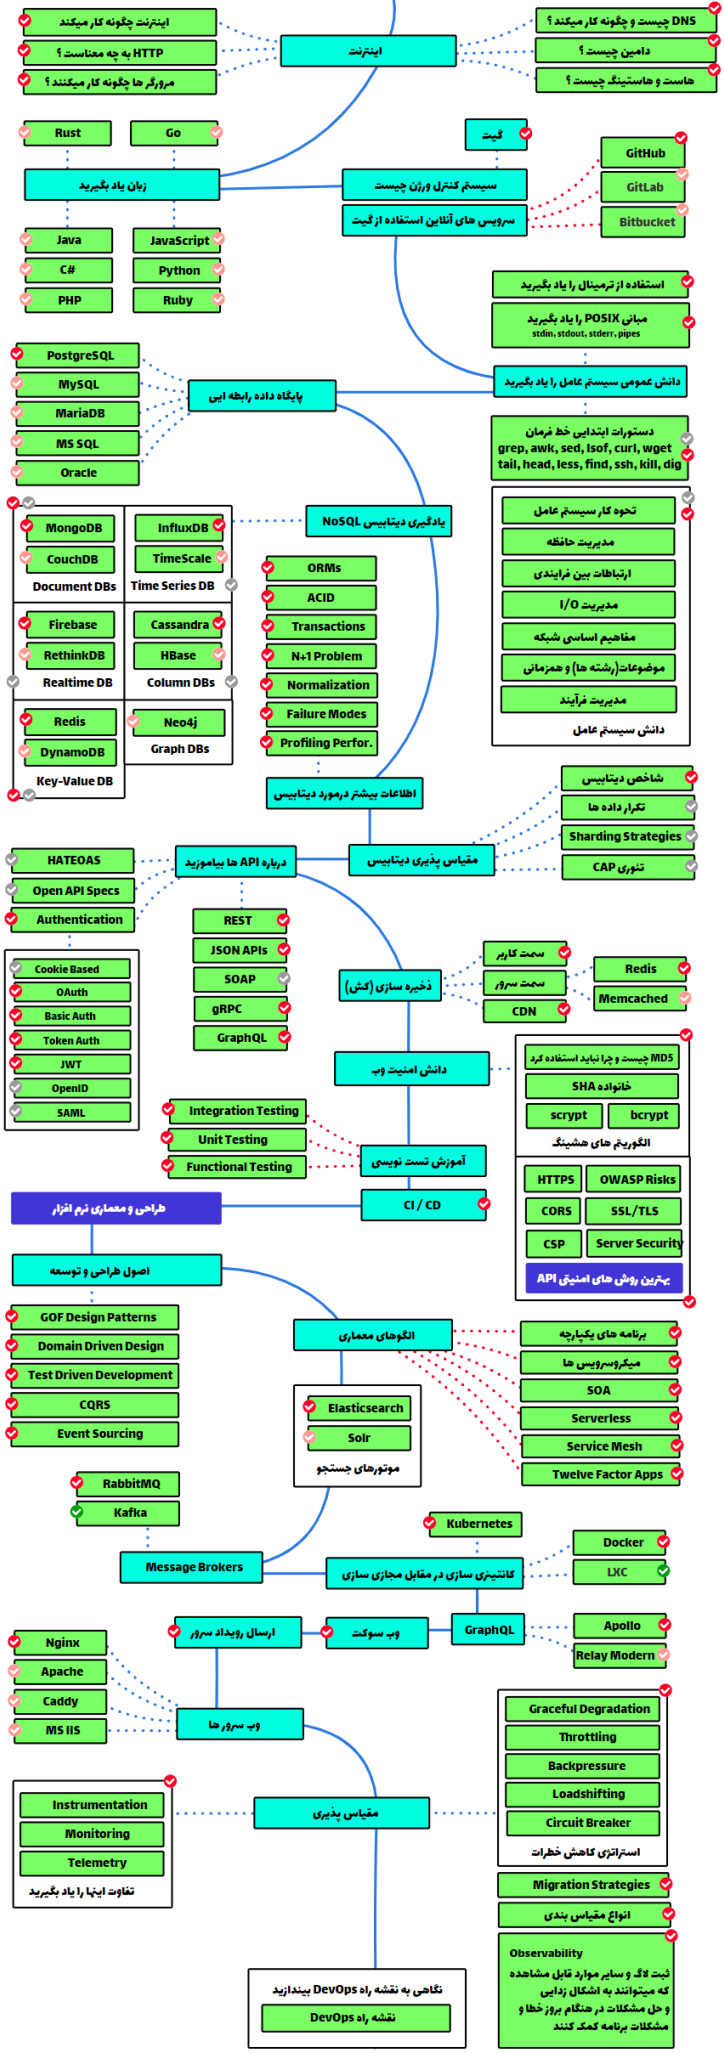 اینترنت چگونه کار میکند
HTTP به چه معناست ؟
مرورگر ها چگونه کار میکنند ؟
اینترنت
DNS چیست و چگونه کار میکند ؟
دامین چیست ؟
هاست و هاستینگ چیست ؟
Rust
Go
زبان یاد بگیرید
Java
JavaScript
C#
Python
PHP
Ruby
گیت
سیستم کنترل ورژن چیست
سرویس های آنلاین استفاده از گیت
GitHub
GitLab
Bitbucket
استفاده از ترمینال را یاد بگیرید
مبانی POSIX را یاد بگیرید
stdin, stdout, stderr, pipes
دانش عمومی سیستم عامل را یاد بگیرید
دستورات ابتدایی خط فرمان
grep, awk, sed, lsof, curl, wget
tail, head, less, find, ssh, kill, dig
نحوه کار سیستم عامل
مدیریت حافظه
ارتباطات بین فرایندی
مدیریت I/O
مفاهیم اساسی شبکه
موضوعات(رشته ها) و همزمانی
مدیریت فرآیند
دانش سیستم عامل
PostgreSQL
MySQL
MariaDB
MS SQL
Oracle
پایگاه داده رابطه ایی
یادگیری دیتابیس NoSQL
MongoDB
CouchDB
Document DBs
InfluxDB
TimeScale
Time Series DB
Firebase
RethinkDB
Realtime DB
Cassandra
HBase
Column DBs
Redis
DynamoDB
Key-Value DB
Neo4j
Graph DBs
ORMs
ACID
Transactions
N+1 Problem
Normalization
Failure Modes
Profiling Perfor.
اطلاعات بیشتر درمورد دیتابیس
شاخص دیتابیس
تکرار داده ها
Sharding Strategies
تئوری CAP
مقیاس پذیری دیتابیس
درباره API ها بیاموزید
HATEOAS
Open API Specs
Authentication
Cookie Based
OAuth
Basic Auth
Token Auth
JWT
OpenID
SAML
REST
JSON APIs
SOAP
gRPC
GraphQL
ذخیره سازی (کش)
سمت کاربر
سمت سرور
CDN
Redis
Memcached
دانش امنیت وب
MD5 چیست و چرا نباید استفاده کرد
خانواده SHA
scrypt
bcrypt
الگوریتم های هشینگ
HTTPS
OWASP Risks
CORS
SSL/TLS
CSP
Server Security
بهترین روش های امنیتی API
Integration Testing
Unit Testing
Functional Testing
آموزش تست نویسی
CI / CD
طراحی و معماری نرم افزار
اصول طراحی و توسعه
GOF Design Patterns
Domain Driven Design
Test Driven Development
CQRS
Event Sourcing
الگوهای معماری
برنامه های یکپارچه
میکروسرویس ها
SOA
Serverless
Service Mesh
Twelve Factor Apps
Elasticsearch
Solr
موتورهای جستجو
RabbitMQ
Kafka
Message Brokers
Kubernetes
کانتینری سازی در مقابل مجازی سازی
Docker
LXC
GraphQL
Apollo
Relay Modern
وب سوکت
ارسال رویداد سرور
Nginx
Apache
Caddy
MS IIS
وب سرور ها
Graceful Degradation
Throttling
Backpressure
Loadshifting
Circuit Breaker
استراتژی کاهش خطرات
مقیاس پذیری
Instrumentation
Monitoring
Telemetry
تفاوت اینها را یاد بگیرید
Migration Strategies
انواع مقیاس بندی
Observability
ثبت لاگ و سایر موارد قابل مشاهده
که میتوانند به اشکال زدایی
و حل مشکلات در هنگام بروز خطا و
مشکلات برنامه کمک کنند
نگاهی به نقشه راه DevOps بیندازید
نقشه راه DevOps